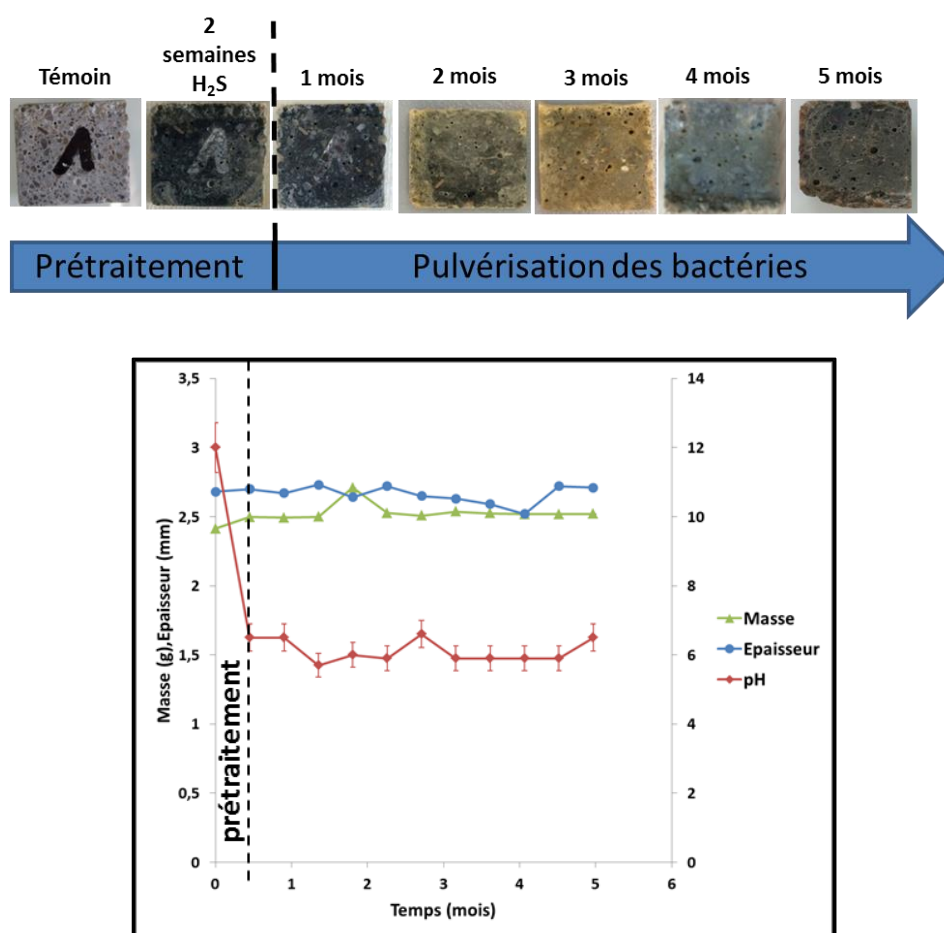 2
semaines
H₂S
Témoin
1 mois
2 mois
3 mois
4 mois
5 mois
Prétraitement
Pulvérisation des bactéries
3,5
3
2,5
2
1,5
1
0,5
0
Masse (g),Epaisseur (mm)
prétraitement
14
12
10
8
6
4
2
0
0 1 2 3 4 5 6
Temps (mois)
Masse
Epaisseur
pH